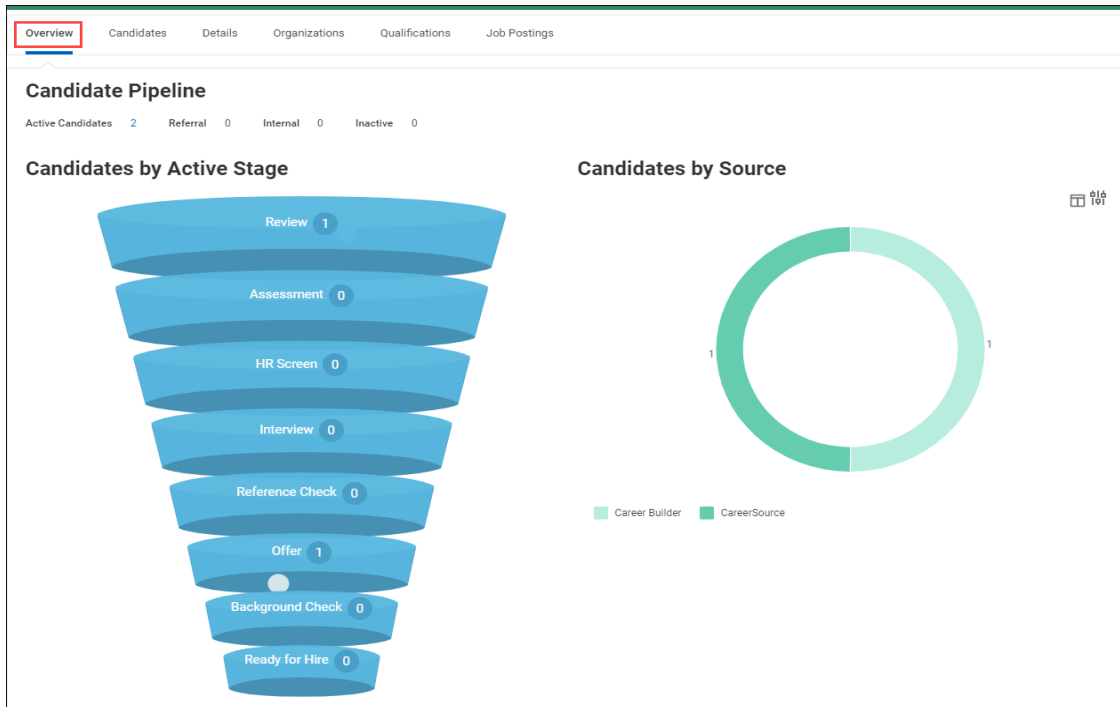 Overview Candidates Details Organizations Qualifications Job Postings
Candidate Pipeline
Active Candidates 2 Referral 0 Internal 0 Inactive 0
Candidates by Active Stage
Review 1
Assessment 0
HR Screen 0
Interview 0
Reference Check 0
Offer 1
Background Check 0
Ready for Hire 0
Candidates by Source
1
1
Career Builder CareerSource